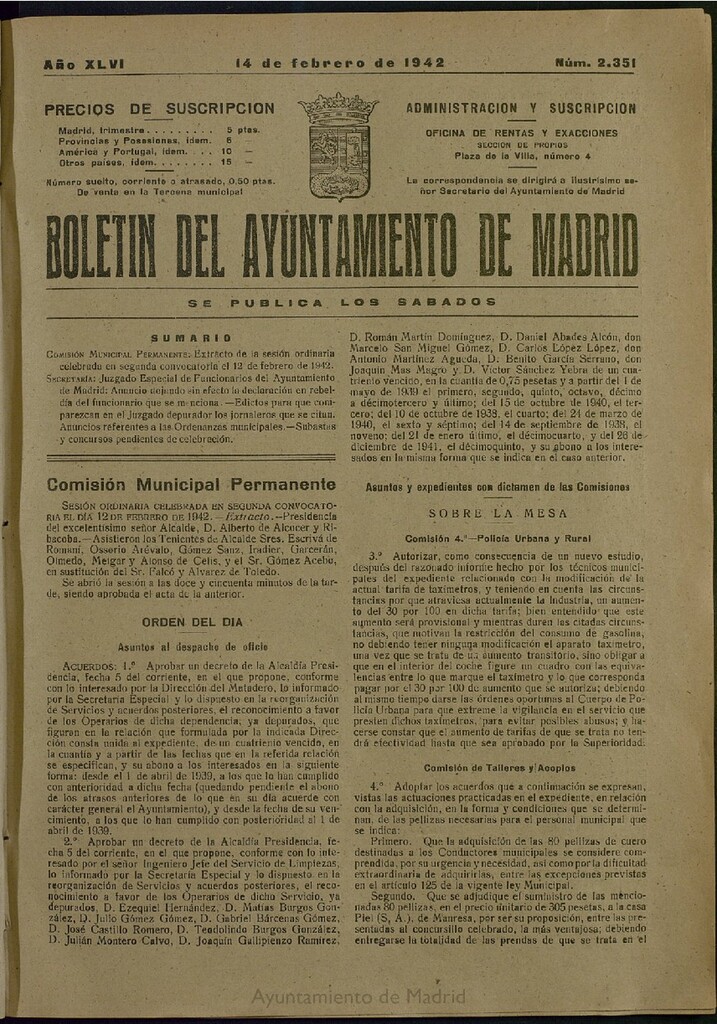 Año XLVI
14 de febrero de 1942
Núm. 2.351
PRECIOS DE SUSCRIPCION
Madrid, trimestre......... 5 ptas.
Provincias y Posesiones, idem. 6
América y Portugal, idem.... 10 —
Otros países, idem........ 15 —
Número suelto, corriente o atrasado, 0,50 ptas.
De venta en la Tercena municipal
ADMINISTRACION Y SUSCRIPCION
OFICINA DE RENTAS Y EXACCIONES
SECCION DE PROPIOS
Plaza de la Villa, número 4
La correspondencia se dirigirá a ilustrísimo se-
ñor Secretario del Ayuntamiento de Madrid
BOLETIN DEL AYUNTAMIENTO DE MADRID
SE PUBLICA LOS SABADOS
SUMARIO
COMISIÓN MUNICIPAL PERMANENTE: Extracto de la sesión ordinaria
celebrada en segunda convocatoria el 12 de febrero de 1942.
SECRETARÍA: Juzgado Especial de Funcionarios del Ayuntamiento
de Madrid: Anuncio dejando sin efecto la declaración en rebel-
día del funcionario que se menciona.—Edictos para que com-
parezcan en el Juzgado depurador los jornaleros que se citan.
Anuncios referentes a las Ordenanzas municipales.—Subastas
y concursos pendientes de celebración.
Comisión Municipal Permanente
SESIÓN ORDINARIA CELEBRADA EN SEGUNDA CONVOCATO-
RIA EL DÍA 12 DE FEBRERO DE 1942.—Extracto.—Presidencia
del excelentísimo señor Alcalde, D. Alberto de Alcocer y Ri-
bacoba.—Asistieron los Tenientes de Alcalde Sres. Escrivá de
Romaní, Ossorio Arévalo, Gómez Sanz, Iradier, Garcerán,
Olmedo, Melgar y Alonso de Celis, y el Sr. Gómez Acebo,
en sustitución del Sr. Falcó y Alvarez de Toledo.
Se abrió la sesión a las doce y cincuenta minutos de la tar-
de, siendo aprobada el acta de la anterior.
ORDEN DEL DIA
Asuntos al despacho de oficio
ACUERDOS: 1.º Aprobar un decreto de la Alcaldía Presi-
dencia, fecha 5 del corriente, en el que propone, conforme
con lo interesado por la Dirección del Matadero, lo informado
por la Secretaría Especial y lo dispuesto en la reorganización
de Servicios y acuerdos posteriores, el reconocimiento a favor
de los Operarios de dicha dependencia, ya depurados, que
figuran en la relación que formulada por la indicada Direc-
ción consta unida al expediente, de un cuatrienio vencido, en
la cuantía y a partir de las fechas que en la referida relación
se especifican, y su abono a los interesados en la siguiente
forma: desde el 1 de abril de 1939, a los que lo han cumplido
con anterioridad a dicha fecha (quedando pendiente el abono
de los atrasos anteriores de lo que en su día acuerde con
carácter general el Ayuntamiento), y desde la fecha de su ven-
cimiento, a los que lo han cumplido con posterioridad al 1 de
abril de 1939.
2.º Aprobar un decreto de la Alcaldía Presidencia, fe-
cha 5 del corriente, en el que propone, conforme con lo inte-
resado por el señor Ingeniero Jefe del Servicio de Limpiezas,
lo informado por la Secretaría Especial y lo dispuesto en la
reorganización de Servicios y acuerdos posteriores, el reco-
nocimiento a favor de los Operarios de dicho Servicio, ya
depurados, D. Ezequiel Hernández, D. Matías Burgos Gon-
zález, D. Julio Gómez Gómez, D. Gabriel Bárcenas Gómez,
D. José Castillo Romero, D. Teodolindo Burgos González,
D. Julián Montero Calvo, D. Joaquín Gallipienzo Ramírez,
D. Román Martín Domínguez, D. Daniel Abades Alcón, don
Marcelo San Miguel Gómez, D. Carlos López López, don
Antonio Martínez Agueda, D. Benito García Serrano, don
Joaquín Mas Magro y D. Víctor Sánchez Yebra de un cua-
trienio vencido, en la cuantía de 0,75 pesetas y a partir del 1 de
mayo de 1939 el primero, segundo, quinto, octavo, décimo
a décimotercero y último; del 15 de octubre de 1940, el ter-
cero; del 10 de octubre de 1938, el cuarto; del 24 de marzo de
1940, el sexto y séptimo; del 14 de septiembre de 1938, el
noveno; del 21 de enero último, el décimocuarto, y del 26 de
diciembre de 1941, el décimoquinto, y su abono a los intere-
sados en la misma forma que se indica en el caso anterior.
Asuntos y expedientes con dictamen de las Comisiones
SOBRE LA MESA
Comisión 4.ª—Policía Urbana y Rural
3.º Autorizar, como consecuencia de un nuevo estudio,
después del razonado informe hecho por los técnicos munici-
pales del expediente relacionado con la modificación de la
actual tarifa de taxímetros, y teniendo en cuenta las circuns-
tancias por que atraviesa actualmente la industria, un aumen-
to del 30 por 100 en dicha tarifa; bien entendido que este
aumento será provisional y mientras duren las citadas circuns-
tancias, que motivan la restricción del consumo de gasolina,
no debiendo tener ninguna modificación el aparato taxímetro,
una vez que se trata de un aumento transitorio, sino obligar a
que en el interior del coche figure un cuadro con las equiva-
lencias entre lo que marque el taxímetro y lo que corresponda
pagar por el 30 por 100 de aumento que se autoriza; debiendo
al mismo tiempo darse las órdenes oportunas al Cuerpo de Po-
licía Urbana para que extreme la vigilancia en el servicio que
presten dichos taxímetros, para evitar posibles abusos; y ha-
cerse constar que el aumento de tarifas de que se trata no ten-
drá efectividad hasta que sea aprobado por la Superioridad.
Comisión de Talleres y Acopios
4.º Adoptar los acuerdos que a continuación se expresan,
vistas las actuaciones practicadas en el expediente, en relación
con la adquisición, en la forma y condiciones que se determi-
nan, de las pellizas necesarias para el personal municipal que
se indica:
Primero. Que la adquisición de las 80 pellizas de cuero
destinadas a los Conductores municipales se considere com-
prendida, por su urgencia y necesidad, así como por la dificultad
extraordinaria de adquirirlas, entre las excepciones previstas
en el artículo 125 de la vigente ley Municipal.
Segundo. Que se adjudique el suministro de las mencio-
nadas 80 pellizas, en el precio unitario de 305 pesetas, a la casa
Piel (S. A.), de Manresa, por ser su proposición, entre las pre-
sentadas al concursillo celebrado, la más ventajosa; debiendo
entregarse la totalidad de las prendas de que se trata en el
Ayuntamiento de Madrid